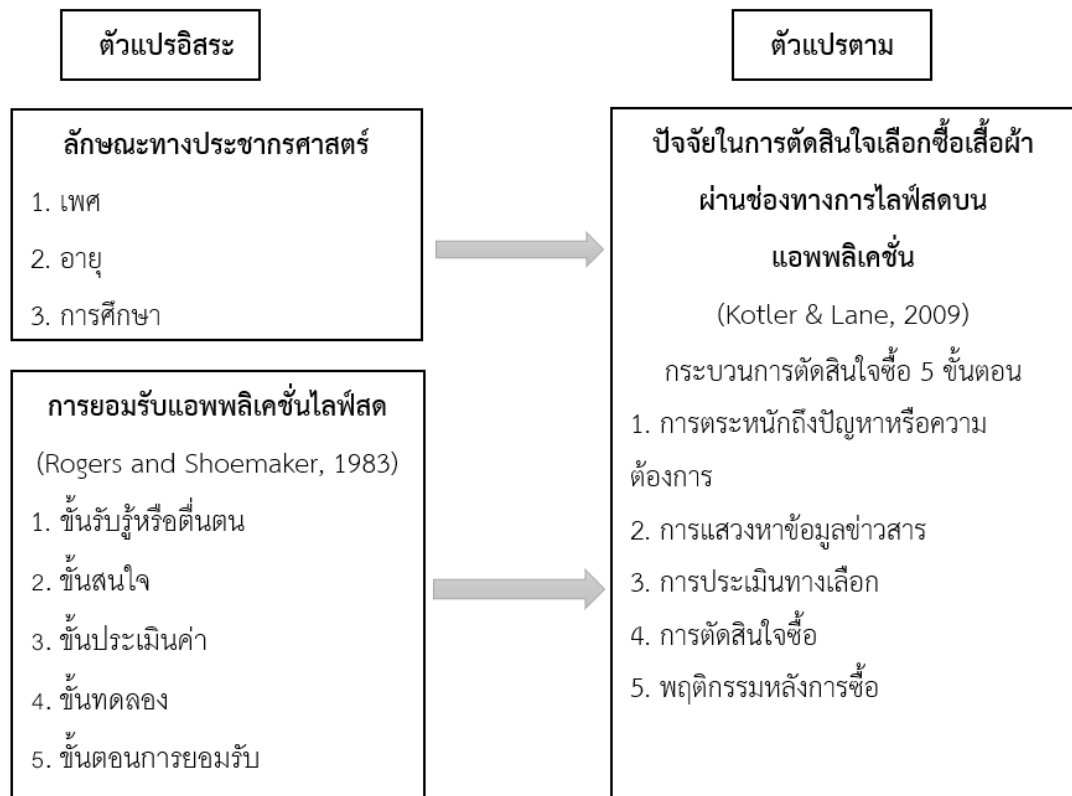 ตัวแปรอิสระ
ตัวแปรตาม
ลักษณะทางประชากรศาสตร์
1. เพศ
2. อายุ
3. การศึกษา
การยอมรับแอพพลิเคชั่นไลฟ์สด
(Rogers and Shoemaker, 1983)
1. ขั้นรับรู้หรือตื่นตน
2. ขั้นสนใจ
3. ขั้นประเมินค่า
4. ขั้นทดลอง
5. ขั้นตอนการยอมรับ
ปัจจัยในการตัดสินใจเลือกซื้อเสื้อผ้า
ผ่านช่องทางการไลฟ์สดบน
แอพพลิเคชั่น
(Kotler & Lane, 2009)
กระบวนการตัดสินใจซื้อ 5 ขั้นตอน
1. การตระหนักถึงปัญหาหรือความ
ต้องการ
2. การแสวงหาข้อมูลข่าวสาร
3. การประเมินทางเลือก
4. การตัดสินใจซื้อ
5. พฤติกรรมหลังการซื้อ